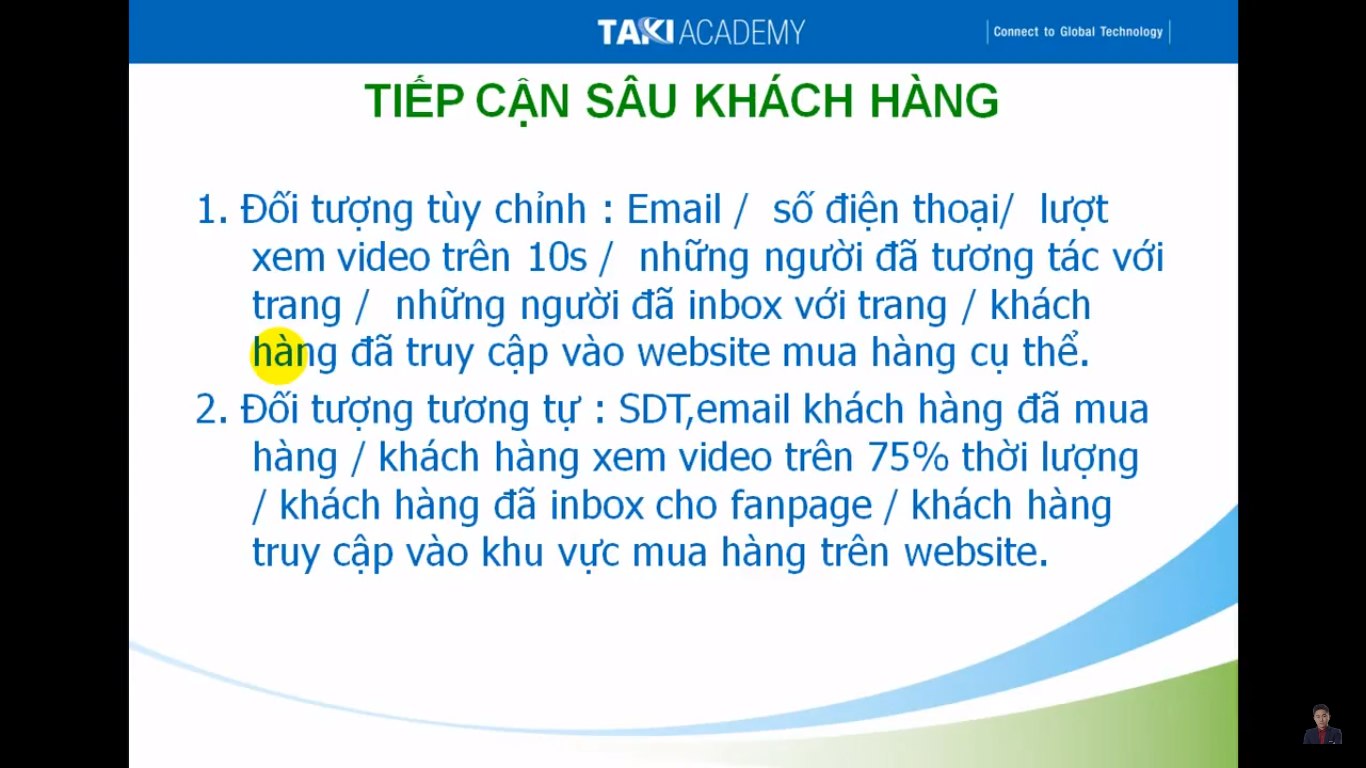 TAKI ACADEMY
Connect to Global Technology
TIẾP CẬN SÂU KHÁCH HÀNG
1. Đối tượng tùy chỉnh : Email / số điện thoại/ lượt
xem video trên 10s / những người đã tương tác với
trang / những người đã inbox với trang / khách
hàng đã truy cập vào website mua hàng cụ thể.
2. Đối tượng tương tự : SDT,email khách hàng đã mua
hàng / khách hàng xem video trên 75% thời lượng
/ khách hàng đã inbox cho fanpage / khách hàng
truy cập vào khu vực mua hàng trên website.